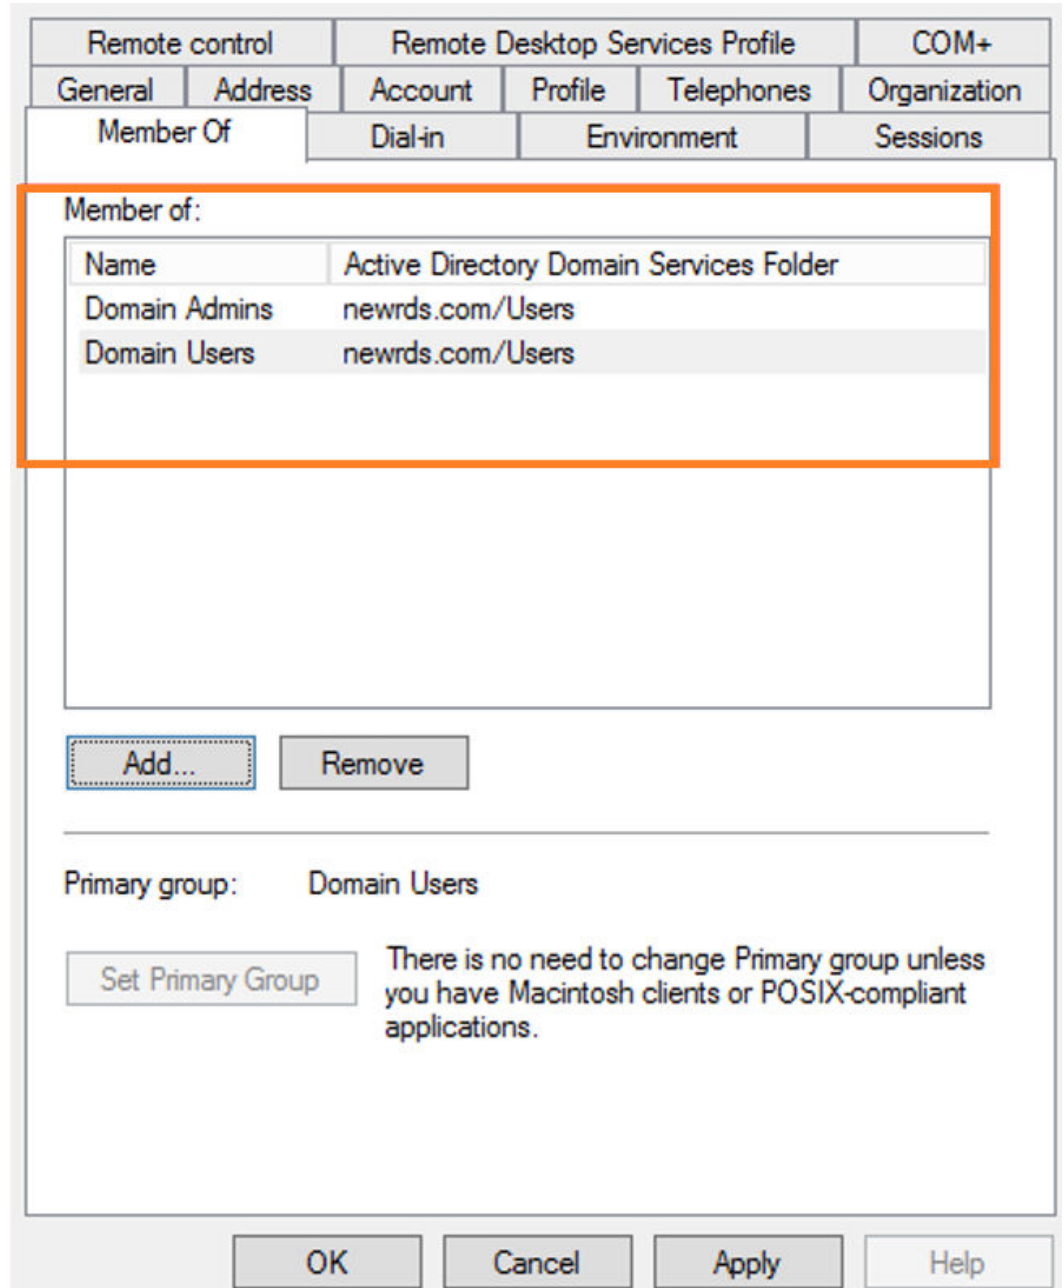 Remote control Remote Desktop Services Profile COM+
General Address Account Profile Telephones Organization
Member Of Dial-in Environment Sessions
Member of:
Name Active Directory Domain Services Folder
Domain Admins newrds.com/Users
Domain Users newrds.com/Users
Add... Remove
Primary group: Domain Users
Set Primary Group
There is no need to change Primary group unless
you have Macintosh clients or POSIX-compliant
applications.
OK Cancel Apply Help